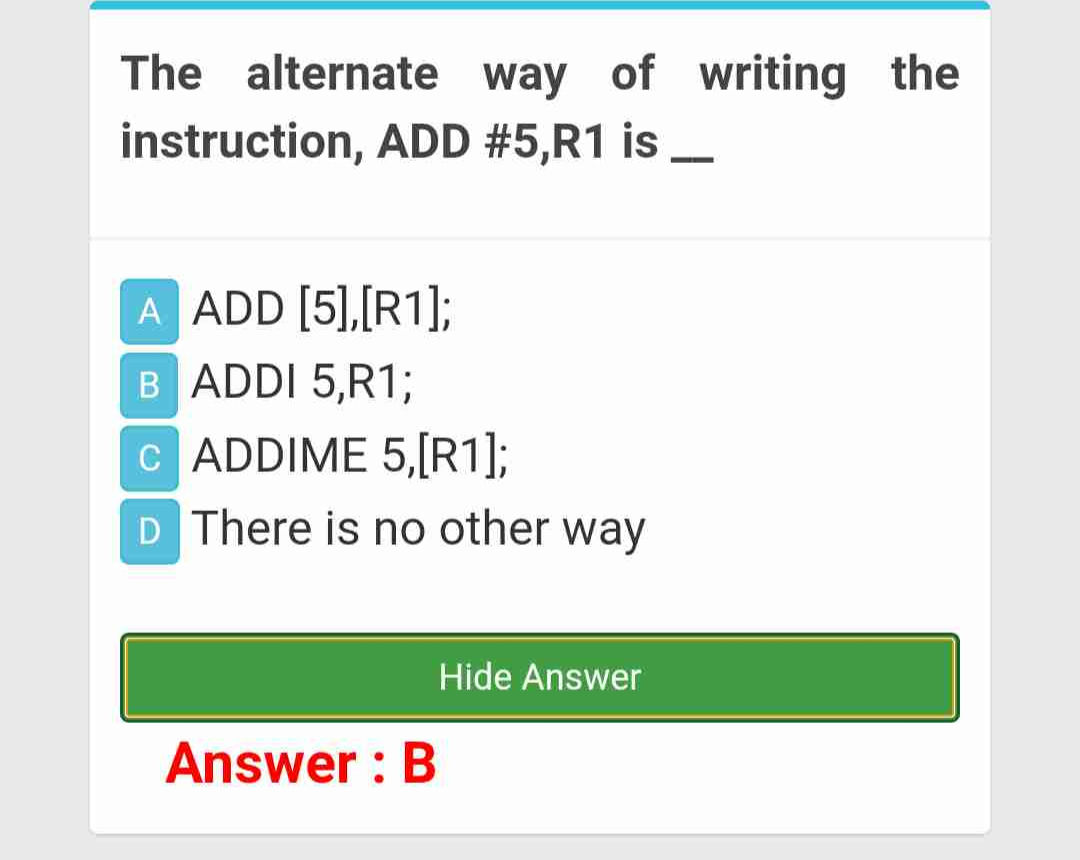 The alternate way of writing the
instruction, ADD #5,R1 is __
A ADD [5],[R1];
B ADDI 5,R1;
C ADDIME 5,[R1];
D There is no other way
Hide Answer
Answer : B